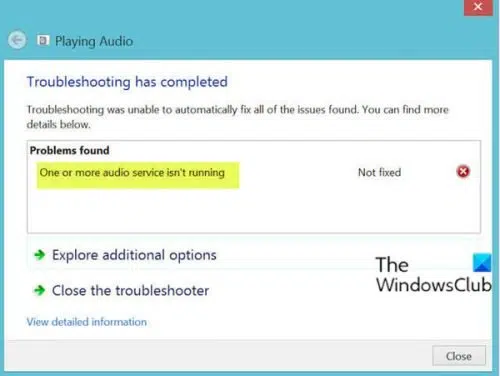 Playing Audio
Troubleshooting has completed
Troubleshooting was unable to automatically fix all of the issues found. You can find more
details below.
Problems found
One or more audio service isn't running Not fixed
Explore additional options
Close the troubleshooter
The
WindowsClub
View detailed information
Close